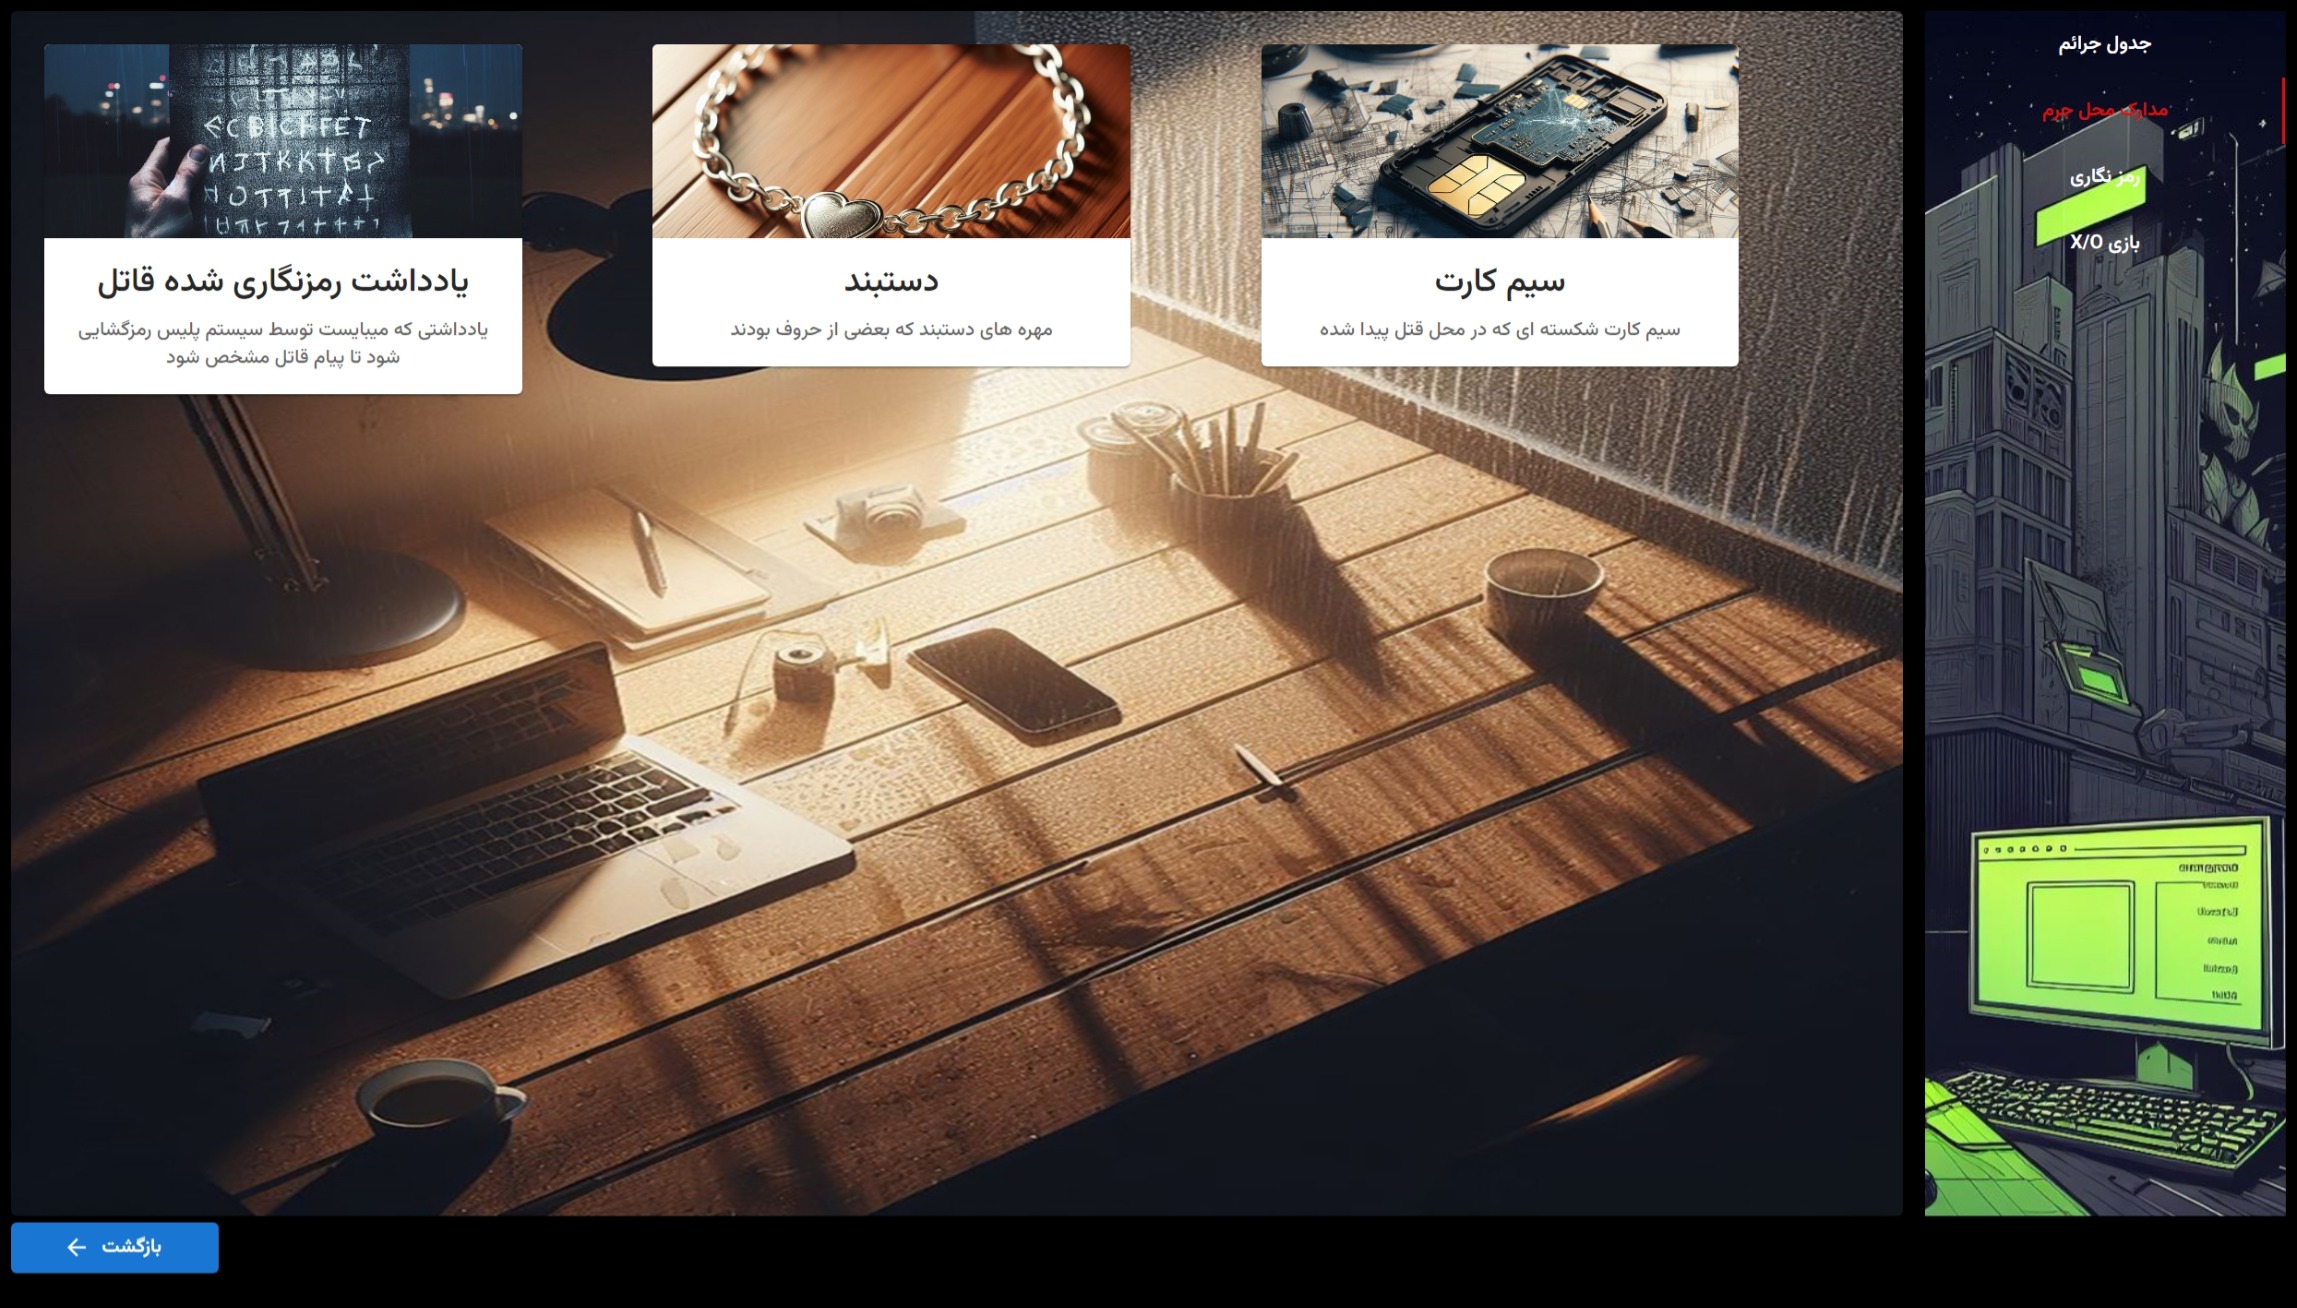 جدول جرائم
مدارک محل جرم
رمز نگاری
بازی X/O
سیم کارت
سیم کارت شکسته ای که در محل قتل پیدا شده
دستبند
مهره های دستبند که بعضی از حروف بودند
یادداشت رمزنگاری شده قاتل
یادداشتی که میبایست توسط سیستم پلیس رمزگشایی
شود تا پیام قاتل مشخص شود
بازگشت